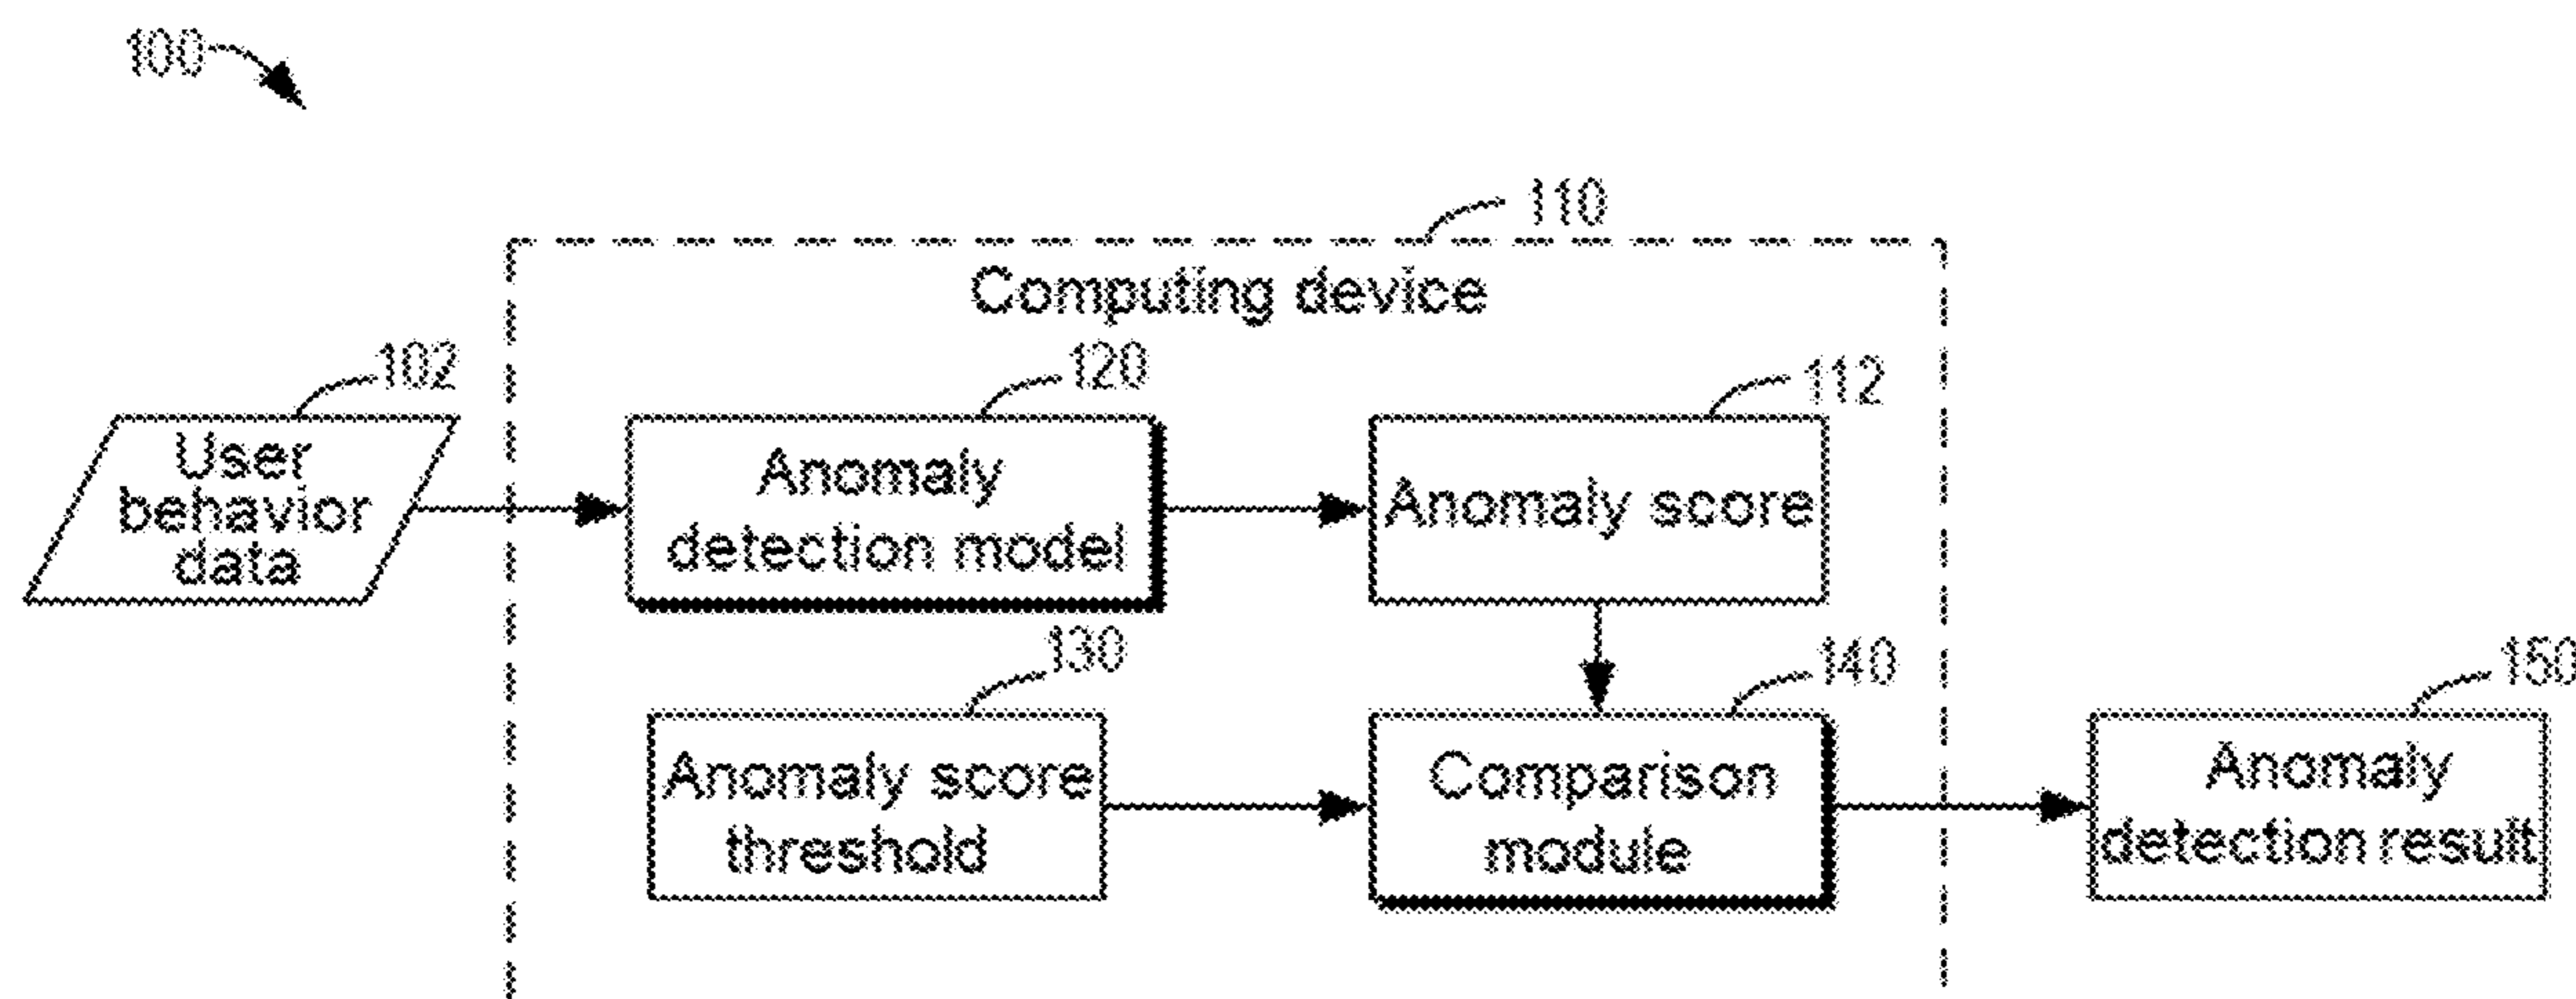 100
110
Computing device
102
120
112
User
behavior
data
Anomaly
detection model
Anomaly score
130
140
150
Anomaly score
threshold
Comparison
module
Anomaly
detection result